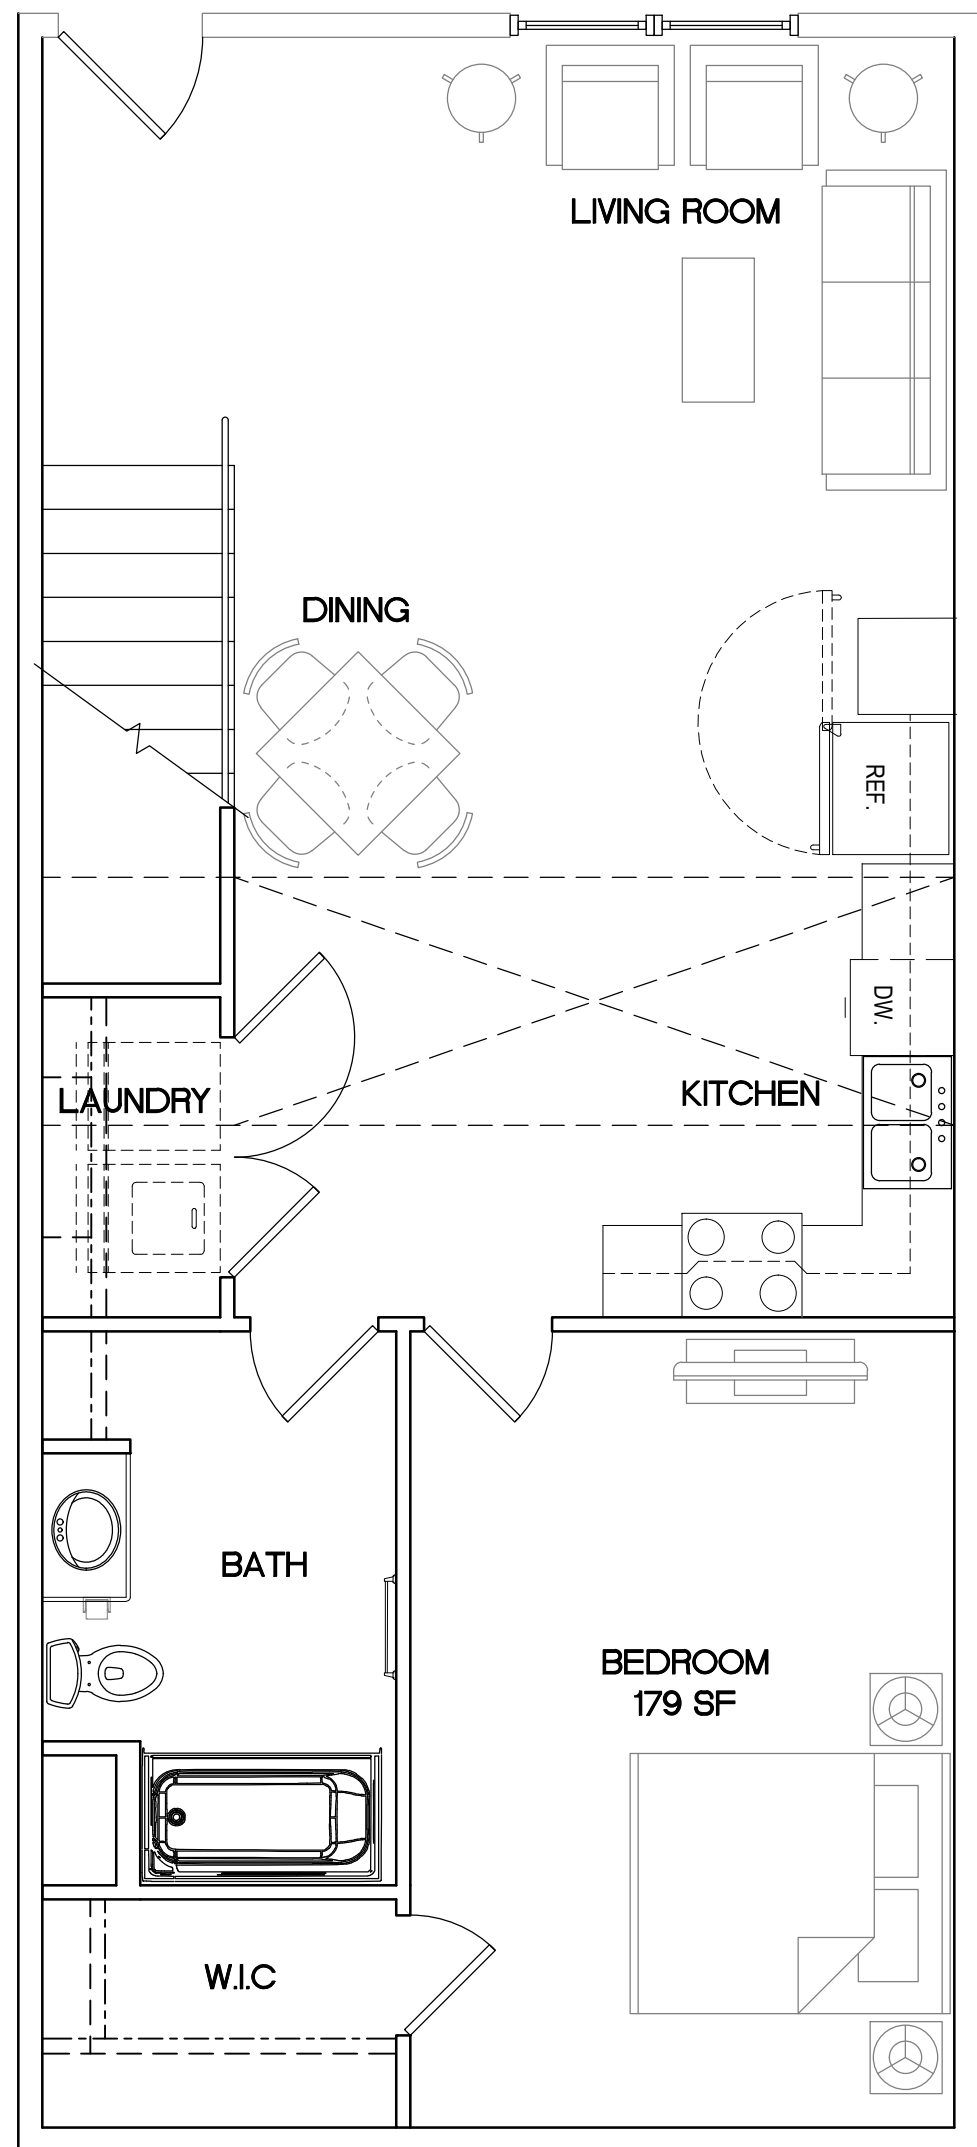 LIVING ROOM
DINING
REF.
DW.
LAUNDRY
KITCHEN
BATH
BEDROOM
179 SF
W.I.C